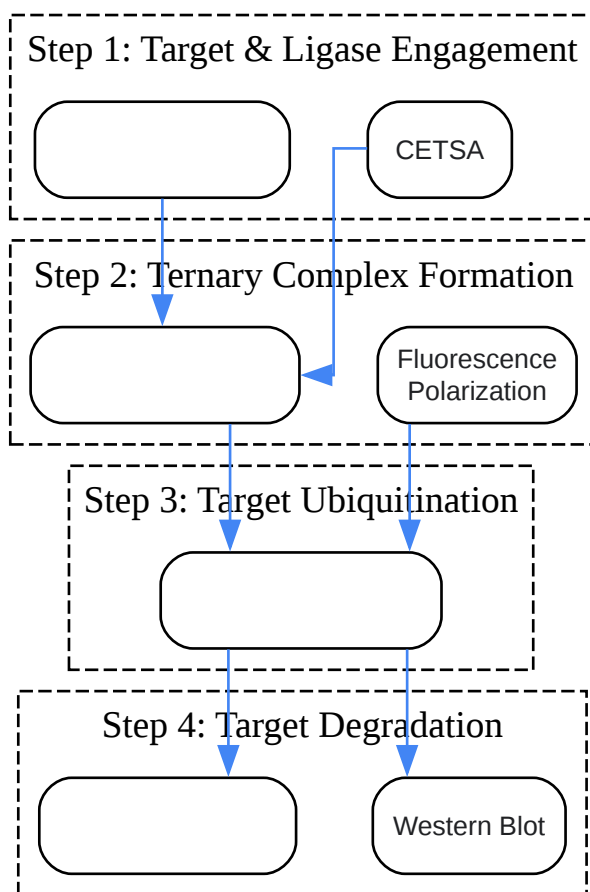 Step 1: Target & Ligase Engagement
CETSA
Step 2: Ternary Complex Formation
Fluorescence
Polarization
Step 3: Target Ubiquitination
Step 4: Target Degradation
Western Blot